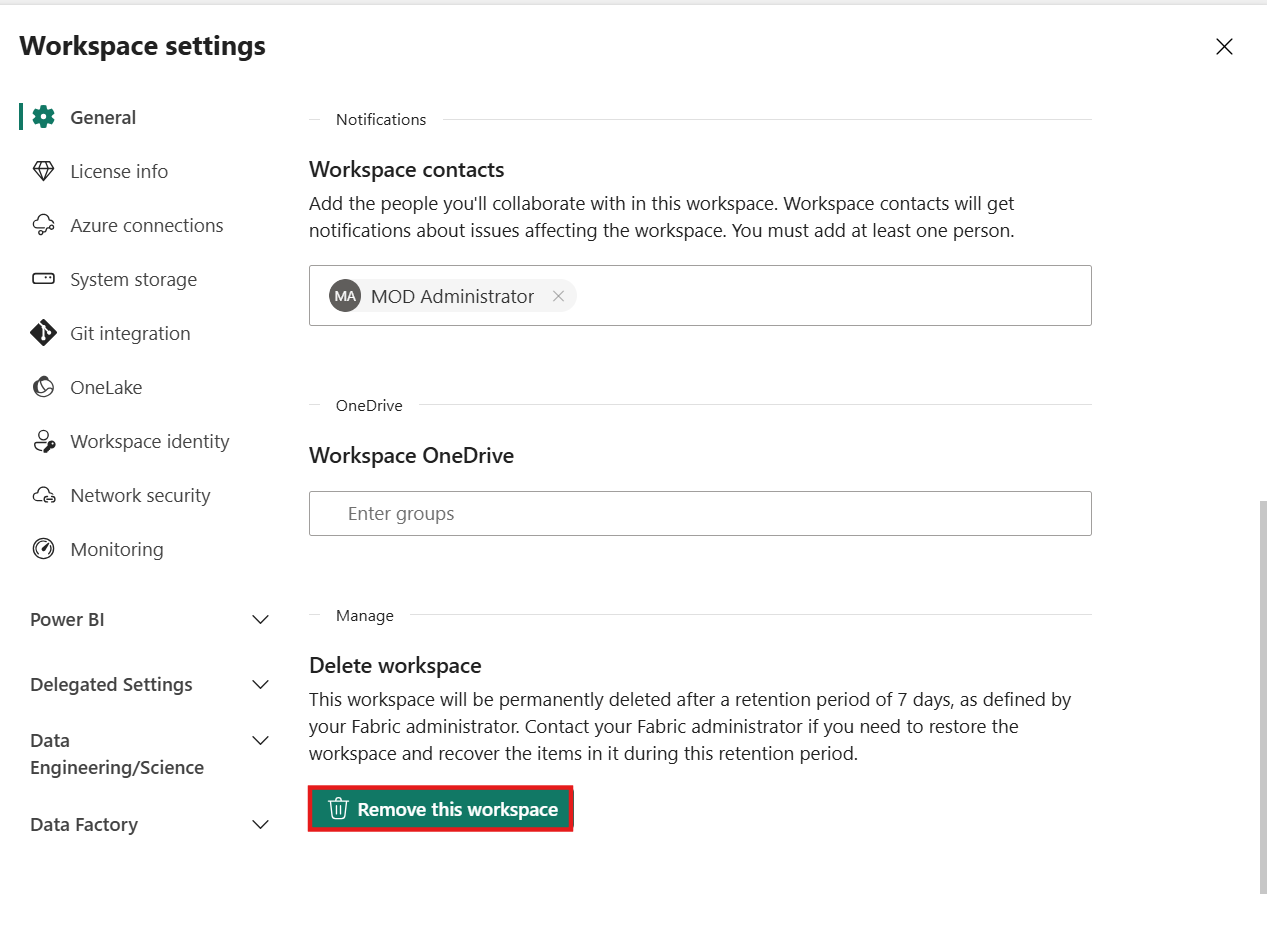 Workspace settings
General
License info
Azure connections
System storage
Git integration
OneLake
Workspace identity
Network security
Monitoring
Power BI
Delegated Settings
Data
Engineering/Science
Data Factory
Notifications
Workspace contacts
Add the people you'll collaborate with in this workspace. Workspace contacts will get
notifications about issues affecting the workspace. You must add at least one person.
MA MOD Administrator
OneDrive
Workspace OneDrive
Enter groups
Manage
Delete workspace
This workspace will be permanently deleted after a retention period of 7 days, as defined by
your Fabric administrator. Contact your Fabric administrator if you need to restore the
workspace and recover the items in it during this retention period.
Remove this workspace